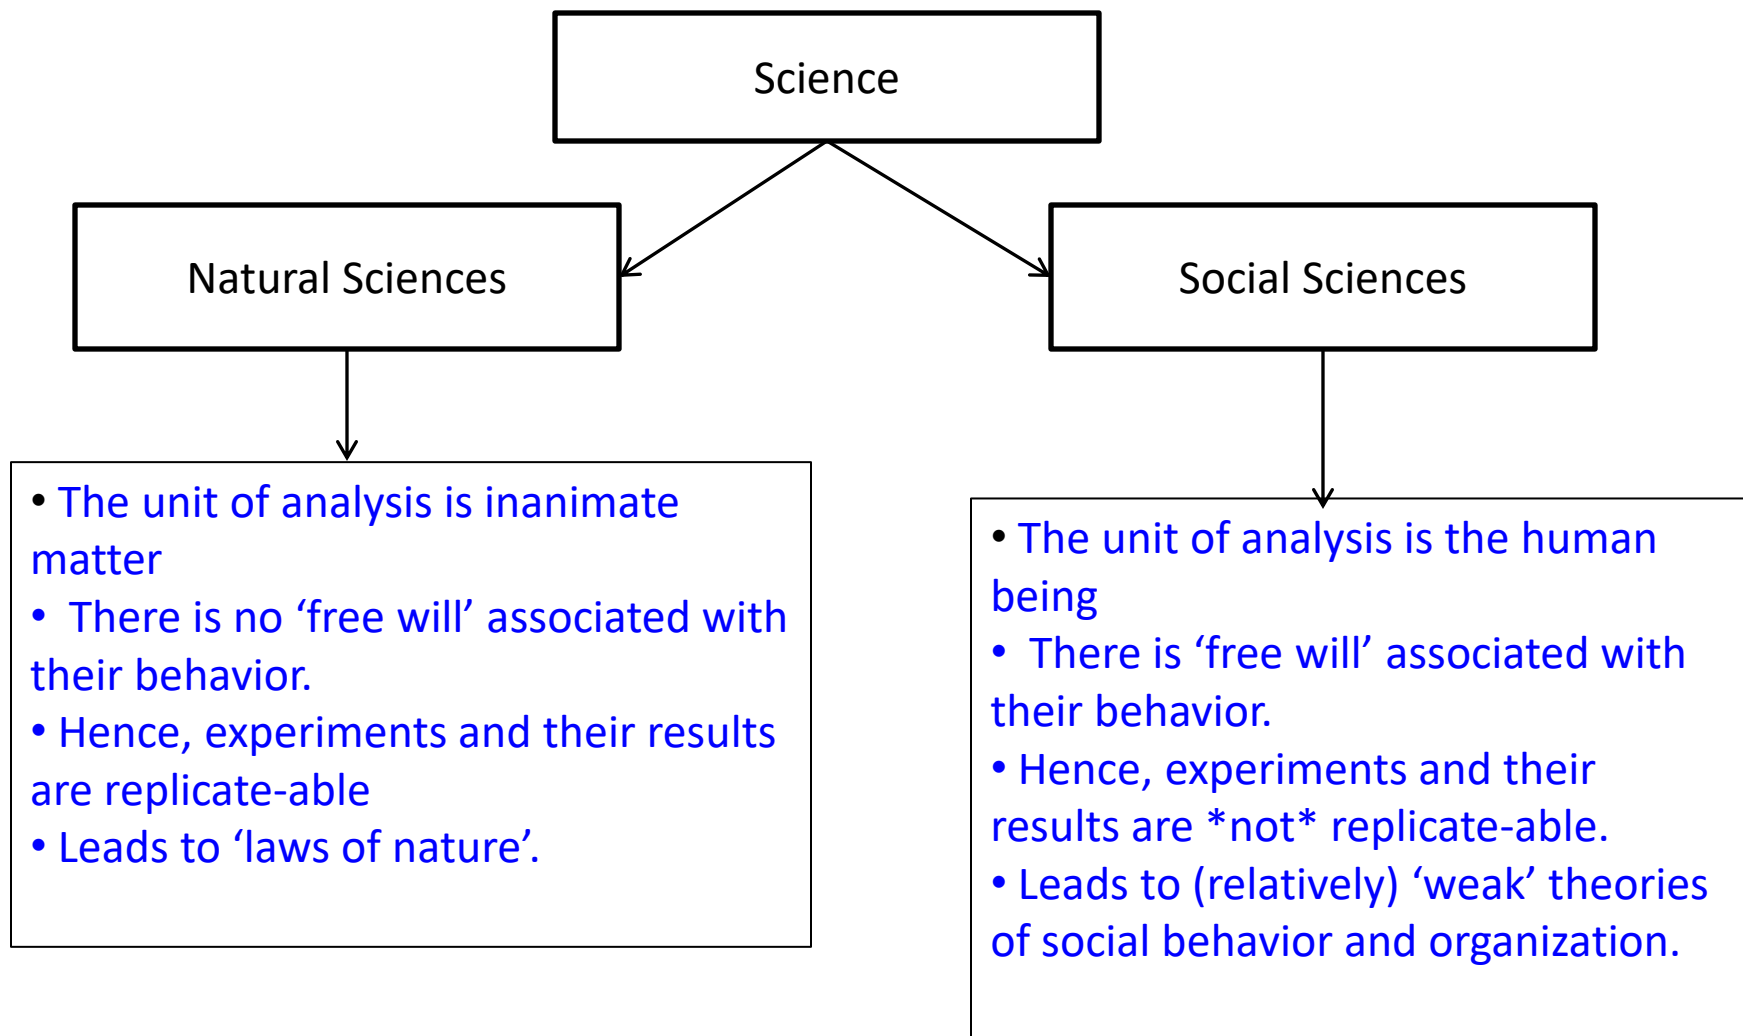 Science
Natural Sciences
Social Sciences
• The unit of analysis is inanimate
matter
• There is no ‘free will’ associated with
their behavior.
• Hence, experiments and their results
are replicate-able
• Leads to ‘laws of nature’.
• The unit of analysis is the human
being
• There is ‘free will’ associated with
their behavior.
• Hence, experiments and their
results are *not* replicate-able.
• Leads to (relatively) ‘weak’ theories
of social behavior and organization.